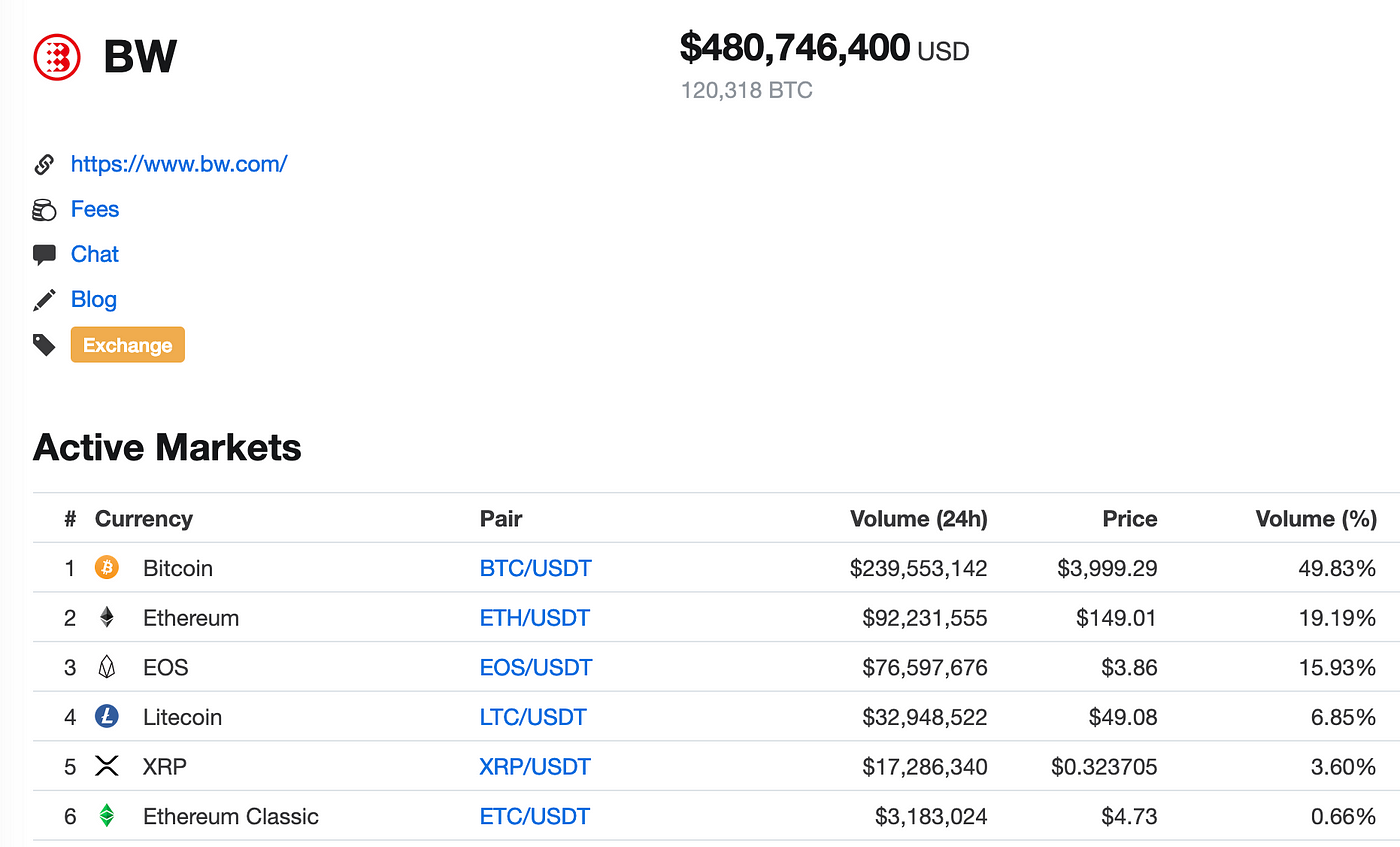 BW
$480,746,400 USD
120,318 BTC
https://www.bw.com/
Fees
Chat
Blog
Exchange
Active Markets
# Currency Pair Volume (24h) Price Volume (%)
1 Bitcoin BTC/USDT $239,553,142 $3,999.29 49.83%
2 Ethereum ETH/USDT $92,231,555 $149.01 19.19%
3 EOS EOS/USDT $76,597,676 $3.86 15.93%
4 Litecoin LTC/USDT $32,948,522 $49.08 6.85%
5 XRP XRP/USDT $17,286,340 $0.323705 3.60%
6 Ethereum Classic ETC/USDT $3,183,024 $4.73 0.66%